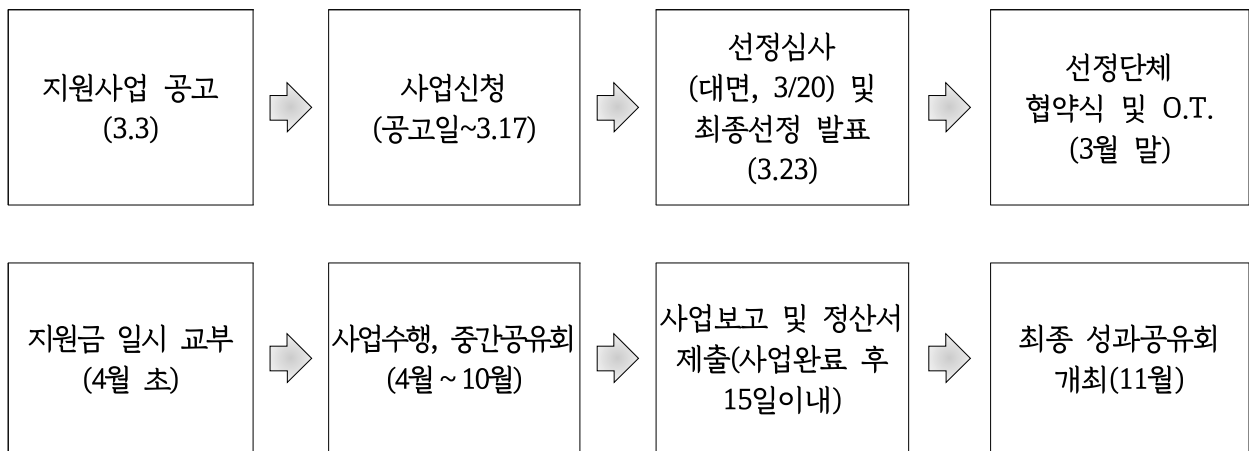 지원사업 공고
(3.3)
사업신청
(공고일~3.17)
선정심사
(대면, 3/20) 및
최종선정 발표
(3.23)
선정단체
협약식 및 O.T.
(3월 말)
지원금 일시 교부
(4월 초)
사업수행, 중간공유회
(4월~10월)
사업보고 및 정산서
제출(사업완료 후
15일이내)
최종 성과공유회
개최(11월)